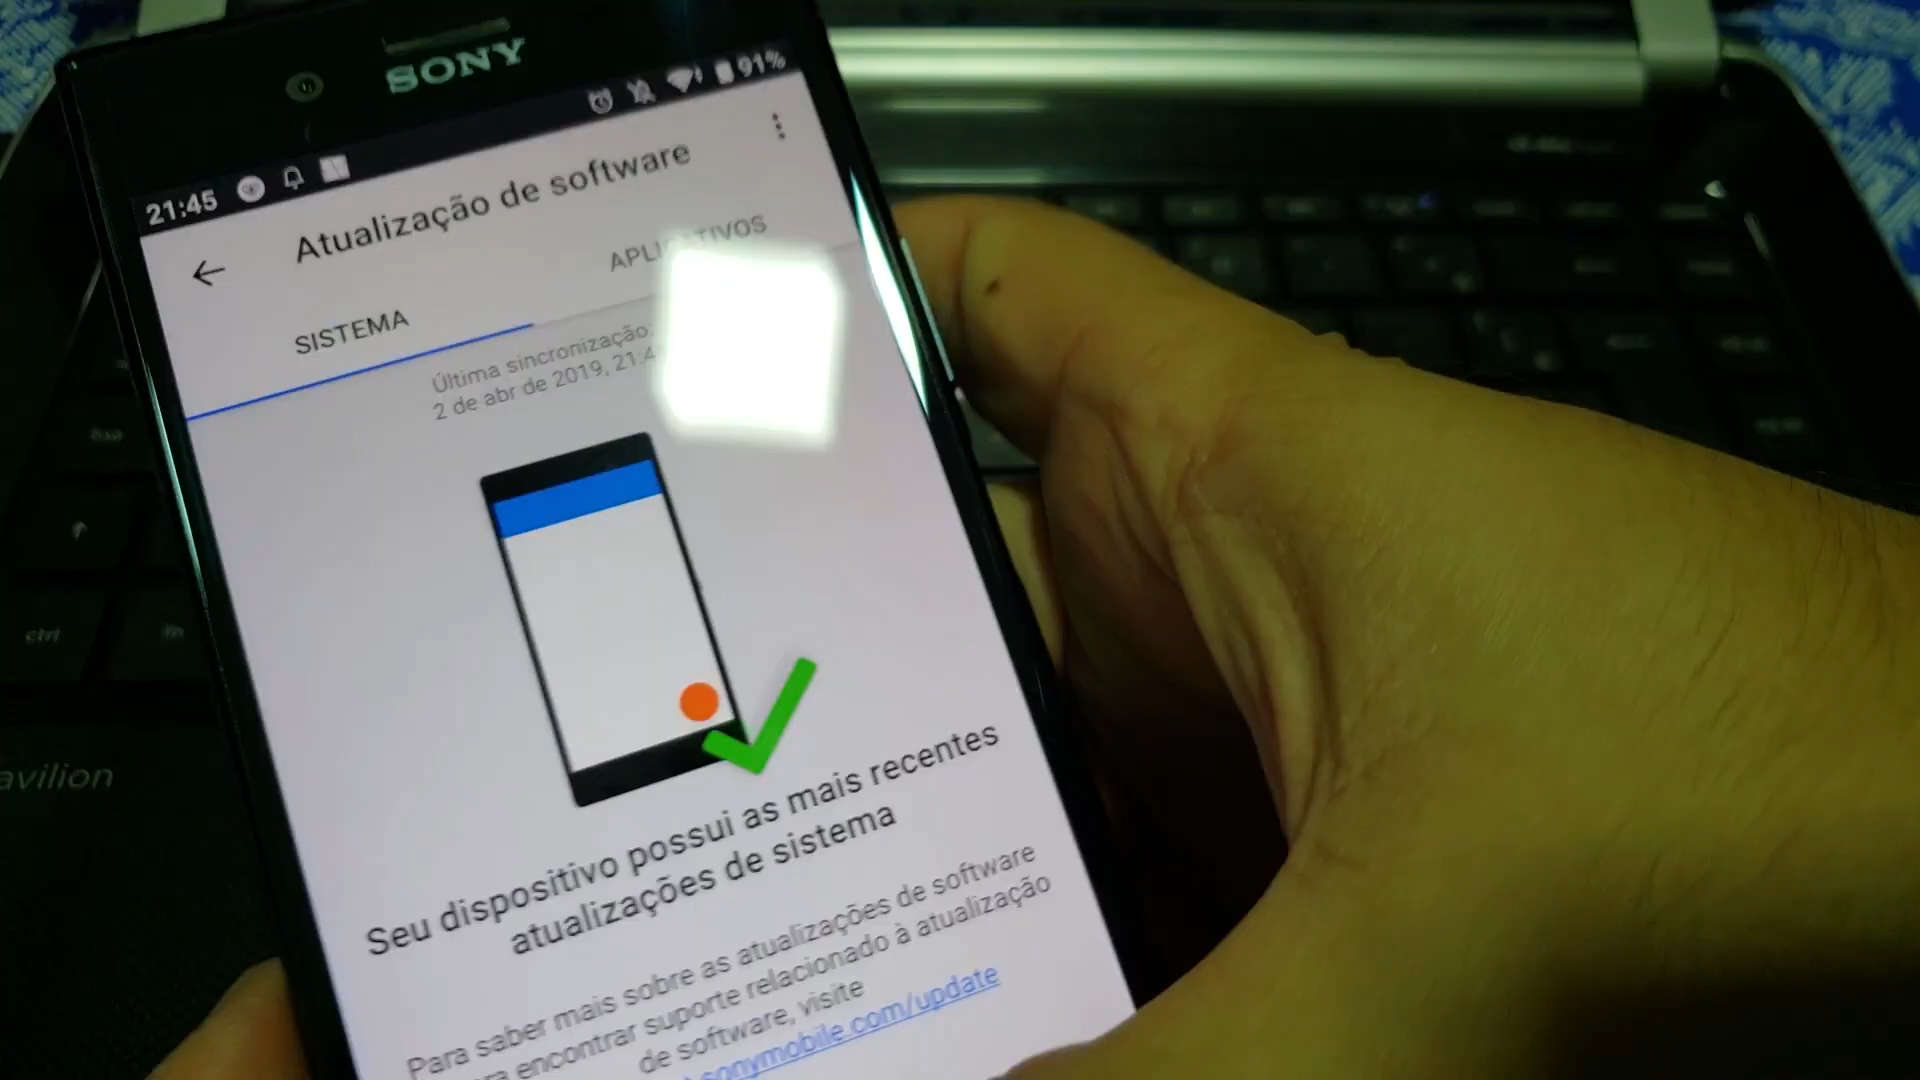 SONY
21:45
91%
Atualização de software
SISTEMA
APLICATIVOS
Última sincronização:
2 de abr de 2019, 21:4
Seu dispositivo possui as mais recentes
atualizações de sistema
Para saber mais sobre as atualizações de software
encontrar suporte relacionado à atualização
de software, visite
sonymobile.com/update
ctrl
fn
avilion